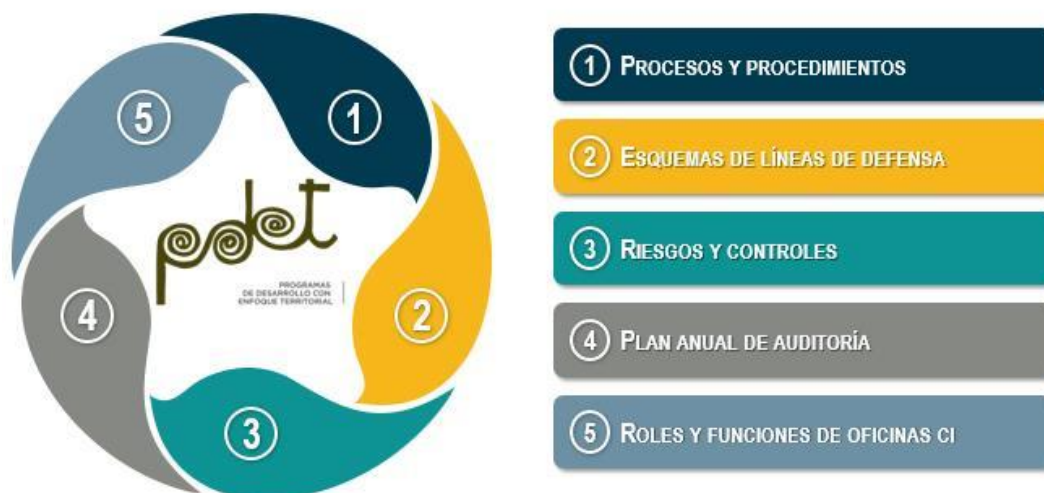 5
1
pdet
PROGRAMAS
DE DESARROLLO CON
ENFOQUE TERRITORIAL
4
2
3
1 PROCESOS Y PROCEDIMIENTOS
2 ESQUEMAS DE LÍNEAS DE DEFENSA
3 RIESGOS Y CONTROLES
4 PLAN ANUAL DE AUDITORÍA
5 ROLES Y FUNCIONES DE OFICINAS CI